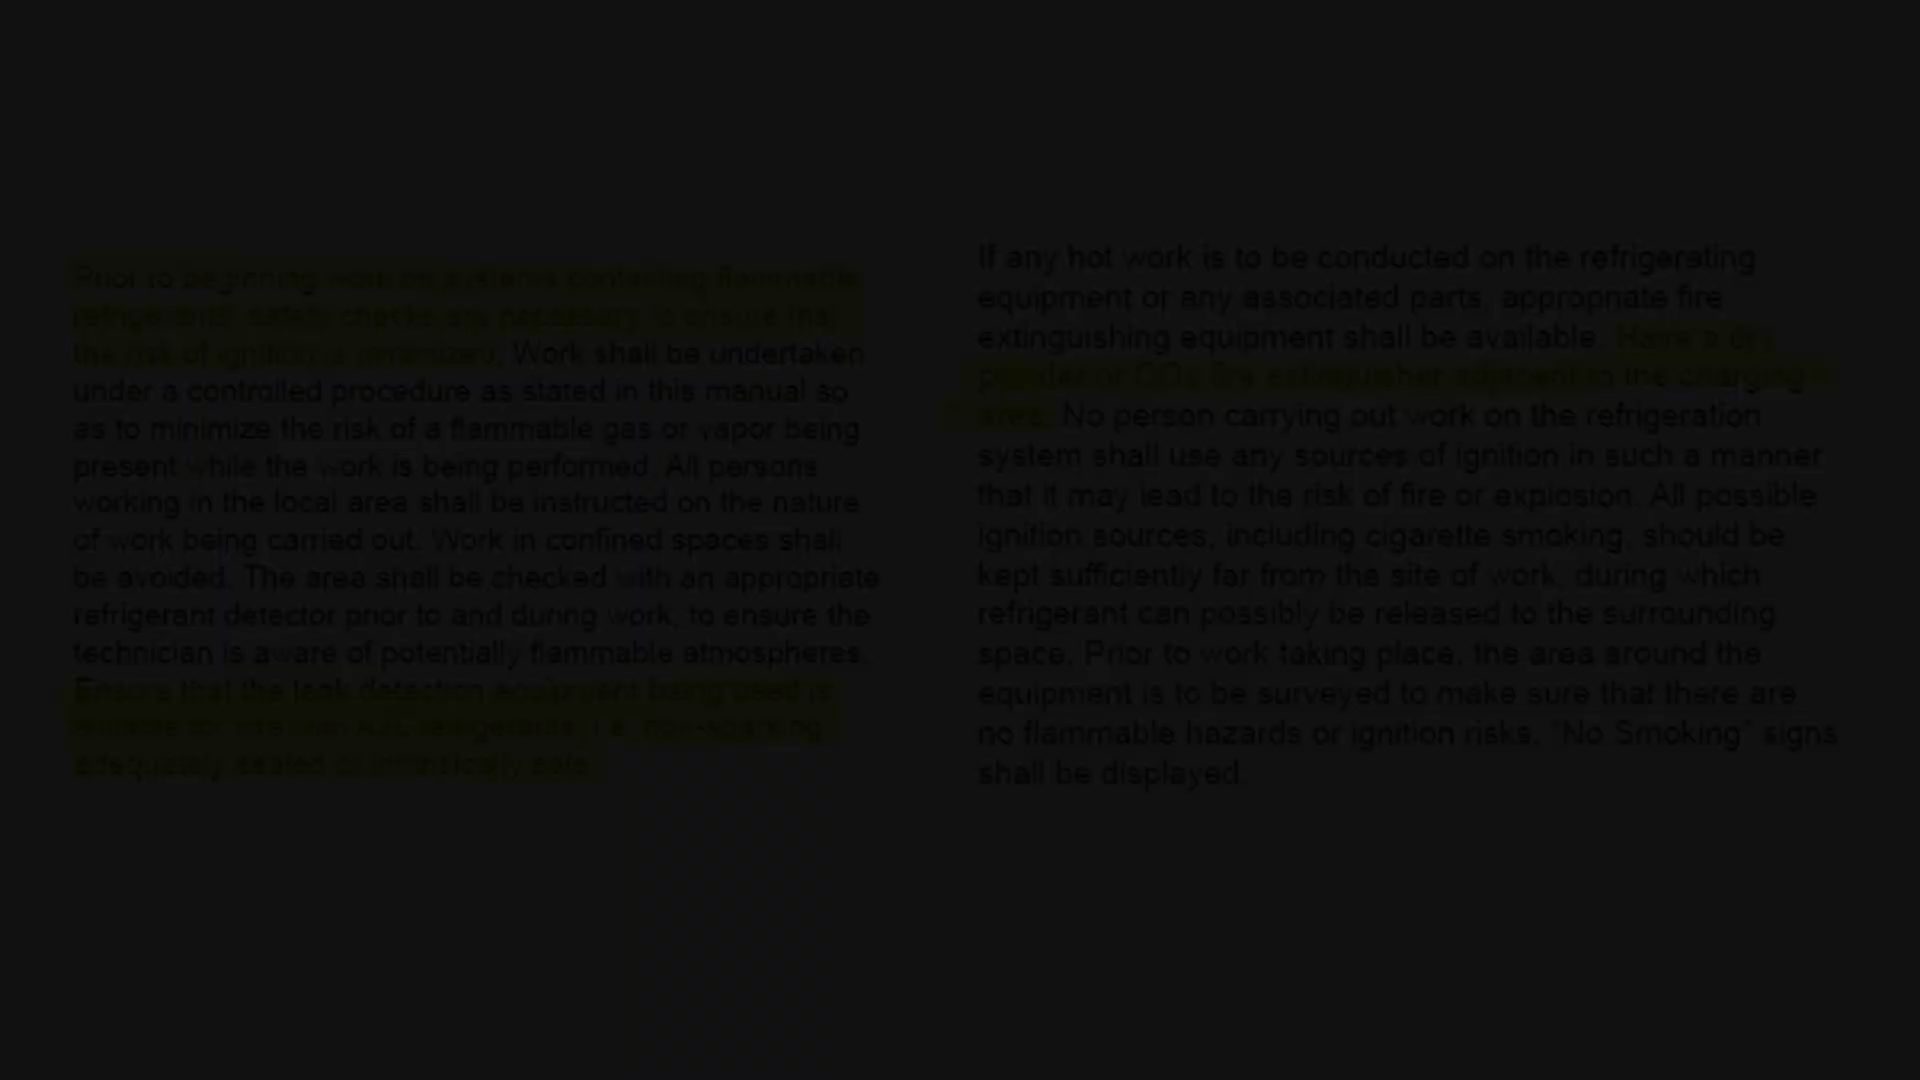 Prior to beginning work on systems containing flammable
refrigerants, safety checks are necessary to ensure that
the risk of ignition is minimized. Work shall be undertaken
under a controlled procedure as stated in this manual so
as to minimize the risk of a flammable gas or vapor being
present while the work is being performed. All persons
working in the local area shall be instructed on the nature
of work being carried out. Work in confined spaces shall
be avoided. The area shall be checked with an appropriate
refrigerant detector prior to and during work, to ensure the
technician is aware of potentially flammable atmospheres.
Ensure that the leak detection equipment being used is
refrigerants, i.e. non-sparking,
adequately sealed or intrinsically safe.
If any hot work is to be conducted on the refrigerating
equipment or any associated parts, appropriate fire
extinguishing equipment shall be available. Have a dry
powder or CO2 fire extinguisher adjacent to the charging
area. No person carrying out work on the refrigeration
system shall use any sources of ignition in such a manner
that it may lead to the risk of fire or explosion. All possible
ignition sources, including cigarette smoking, should be
kept sufficiently far from the site of work, during which
refrigerant can possibly be released to the surrounding
space. Prior to work taking place, the area around the
equipment is to be surveyed to make sure that there are
no flammable hazards or ignition risks. "No Smoking" signs
shall be displayed.